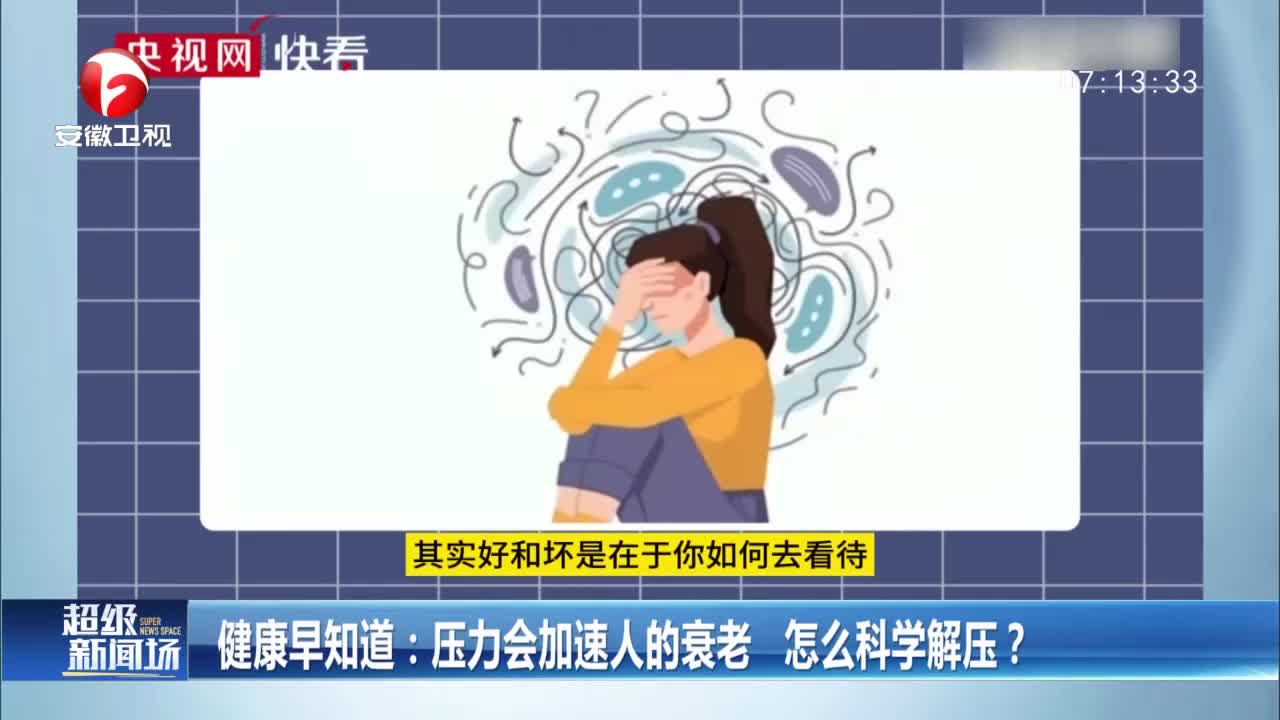 央视网 快看
安徽卫视
07:13:33
其实好和坏是在于你如何去看待
超级新闻场
SUPER
NEWS SPACE
健康早知道：压力会加速人的衰老 怎么科学解压？